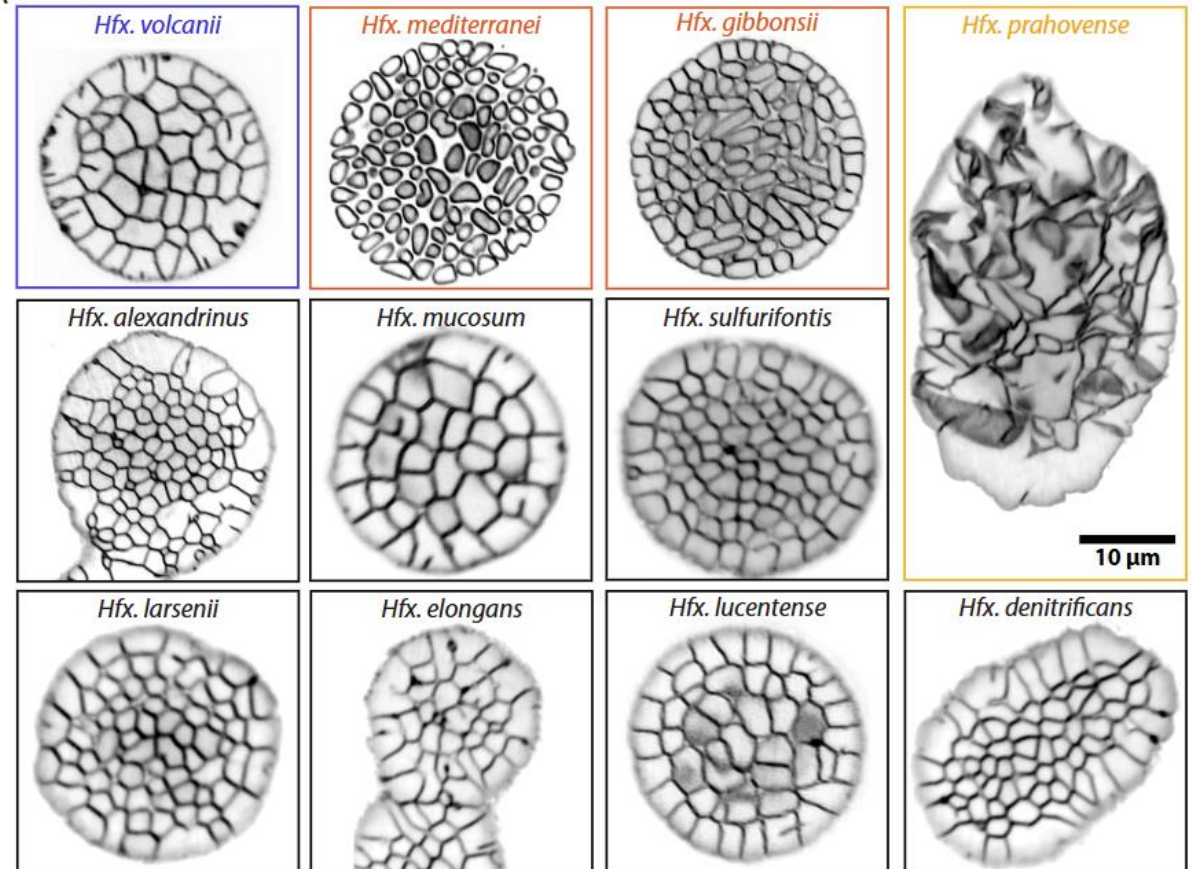 Hfx. volcanii
Hfx. mediterranei
Hfx. gibbonsii
Hfx. prahovense
Hfx. alexandrinus
Hfx. mucosum
Hfx. sulfurifontis
10 µm
Hfx. larsenii
Hfx. elongans
Hfx. lucentense
Hfx. denitrificans